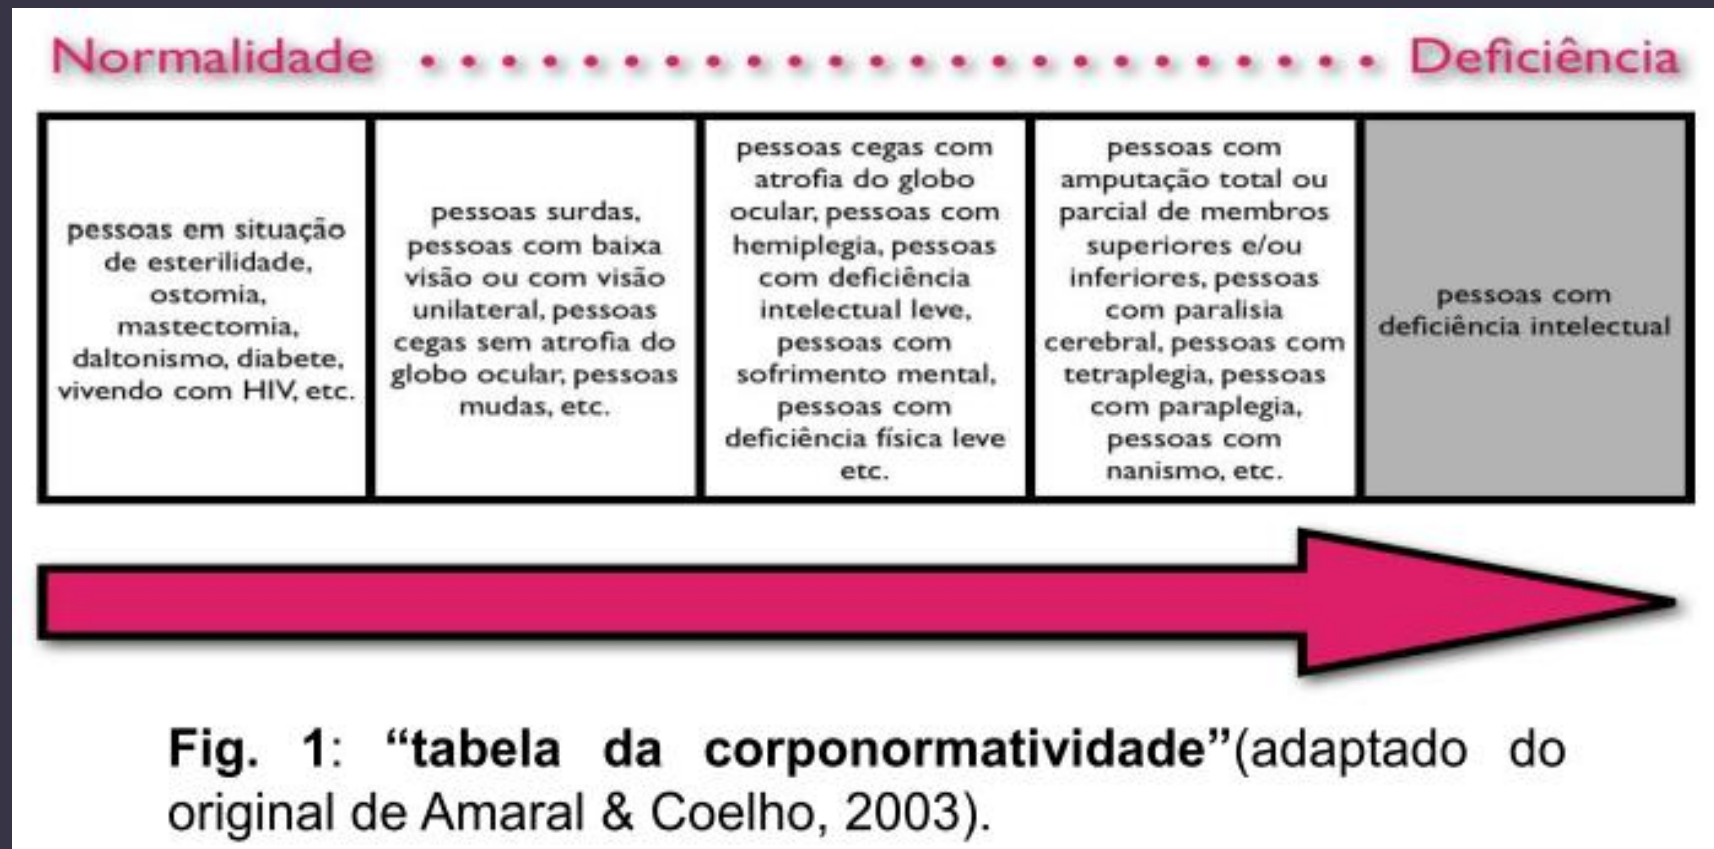 Normalidade ........................ Deficiência
pessoas em situação
de esterilidade,
ostomia,
mastectomia,
daltonismo, diabete,
vivendo com HIV, etc.
pessoas surdas,
pessoas com baixa
visão ou com visão
unilateral, pessoas
cegas sem atrofia do
globo ocular, pessoas
mudas, etc.
pessoas cegas com
atrofia do globo
ocular, pessoas com
hemiplegia, pessoas
com deficiência
intelectual leve,
pessoas com
sofrimento mental,
pessoas com
deficiência física leve
etc.
pessoas com
amputação total ou
parcial de membros
superiores e/ou
inferiores, pessoas
com paralisia
cerebral, pessoas com
tetraplegia, pessoas
com paraplegia,
pessoas com
nanismo, etc.
pessoas com
deficiência intelectual
Fig. 1: “tabela da corponormatividade”(adaptado do
original de Amaral & Coelho, 2003).